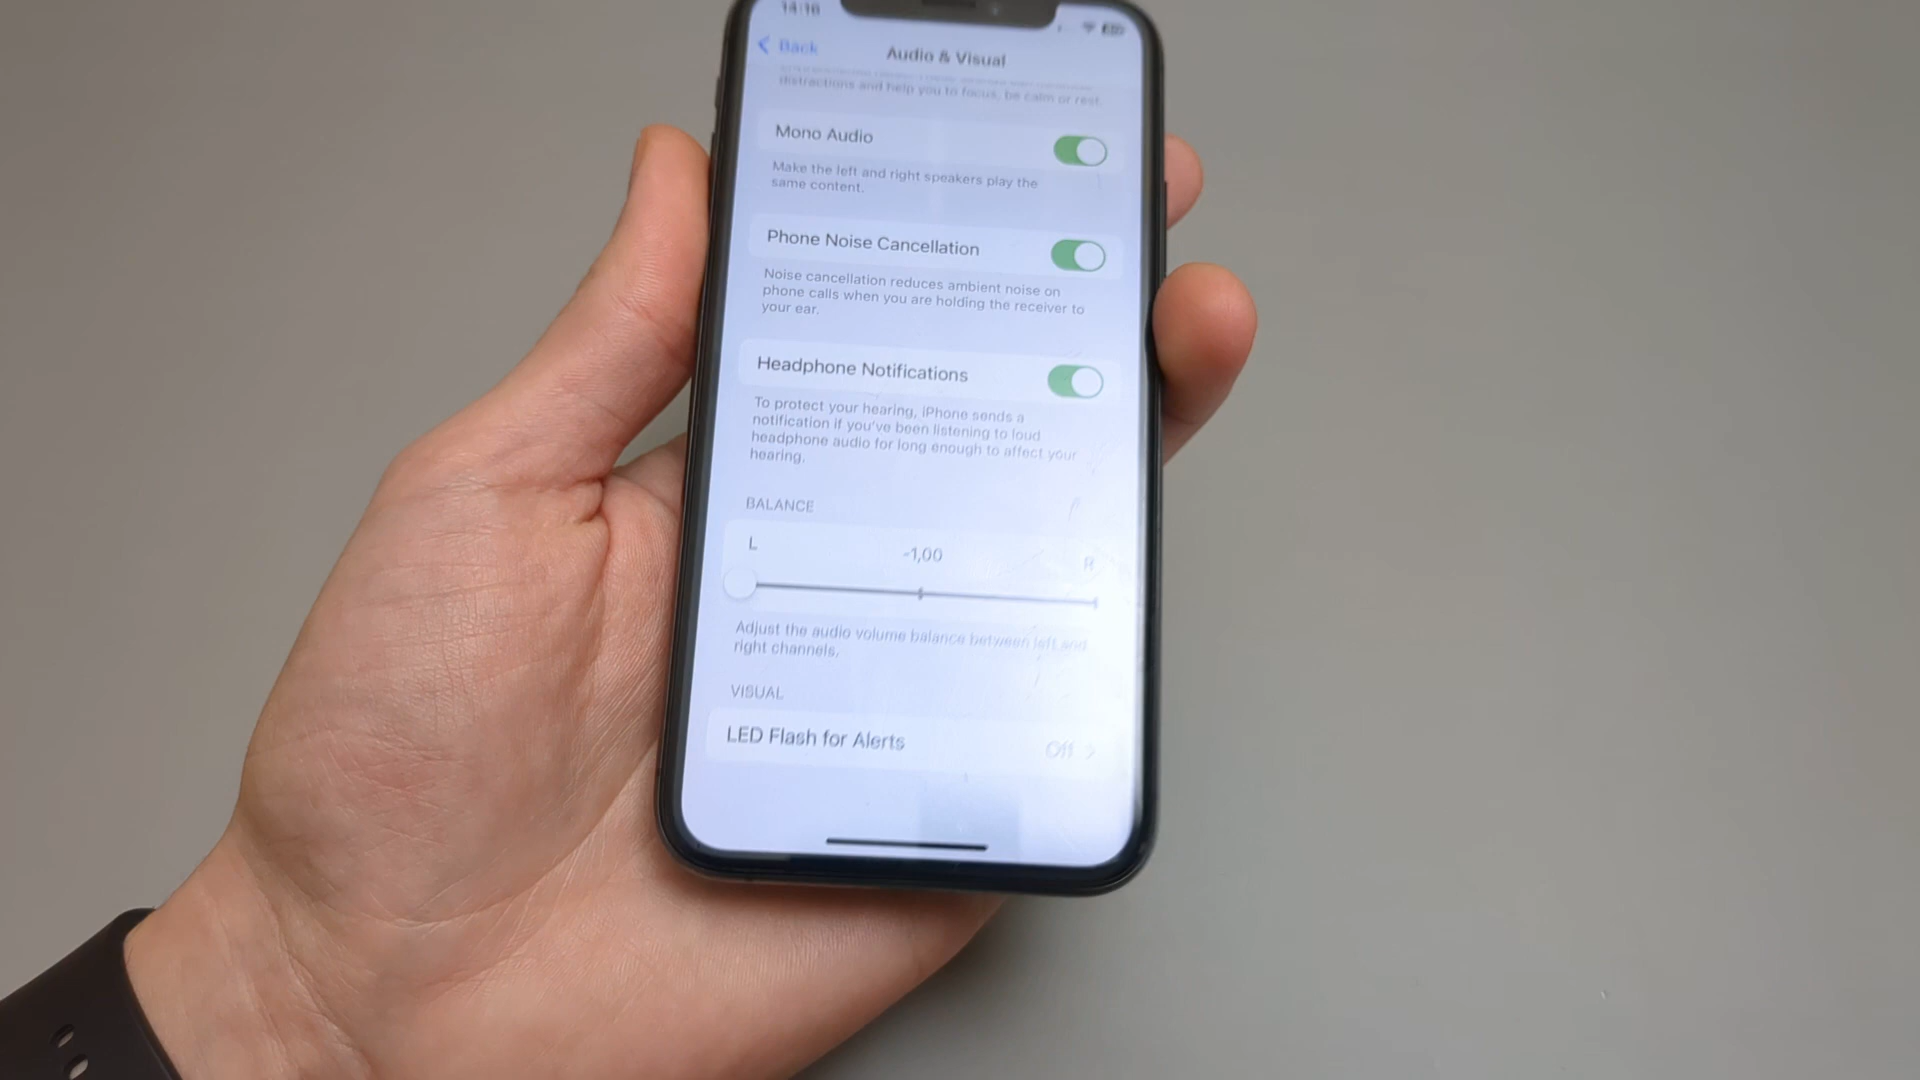 14:16
Back
Audio & Visual
distractions and help you to focus, be calm or rest.
Mono Audio
Make the left and right speakers play the
same content.
Phone Noise Cancellation
Noise cancellation reduces ambient noise on
phone calls when you are holding the receiver to
your ear.
Headphone Notifications
To protect your hearing, iPhone sends a
notification if you've been listening to loud
headphone audio for long enough to affect your
hearing.
BALANCE
L -1,00 R
Adjust the audio volume balance between left and
right channels.
VISUAL
LED Flash for Alerts Off